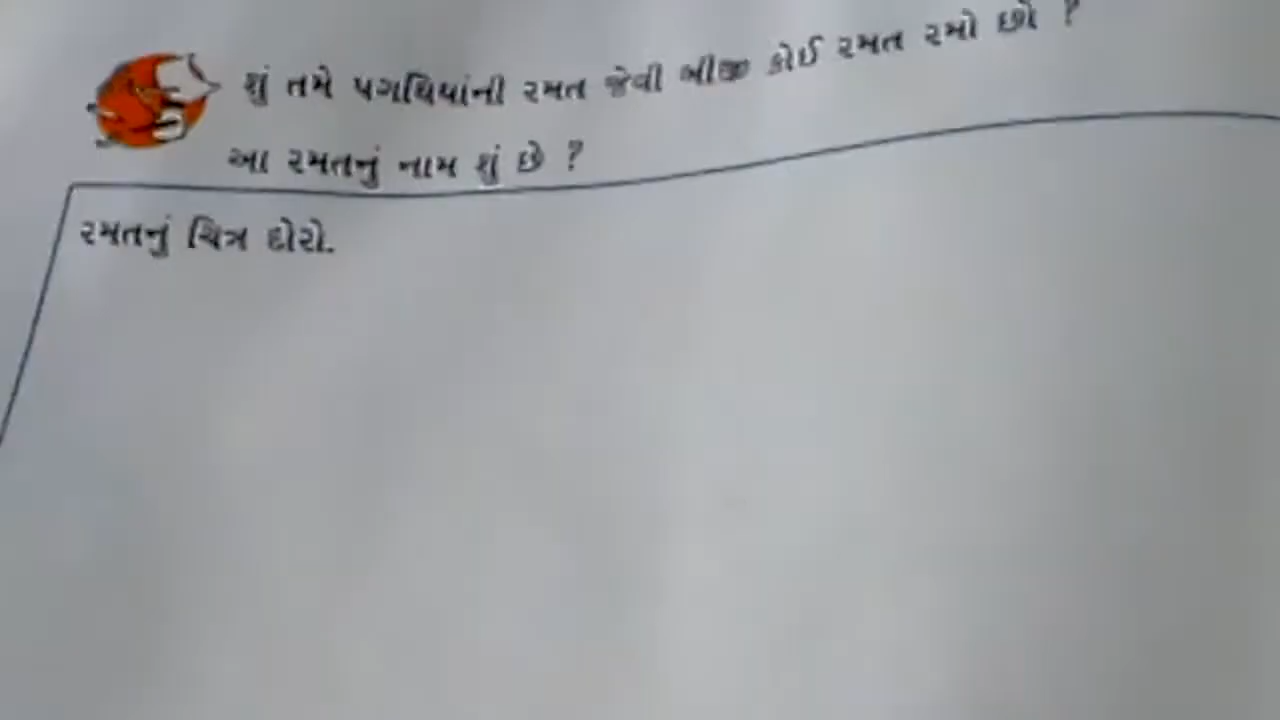 શું તમે પગથિયાંની રમત જેવી બીજી કોઈ રમત રમો છો ?
આ રમતનું નામ શું છે ?
રમતનું ચિત્ર દોરો.